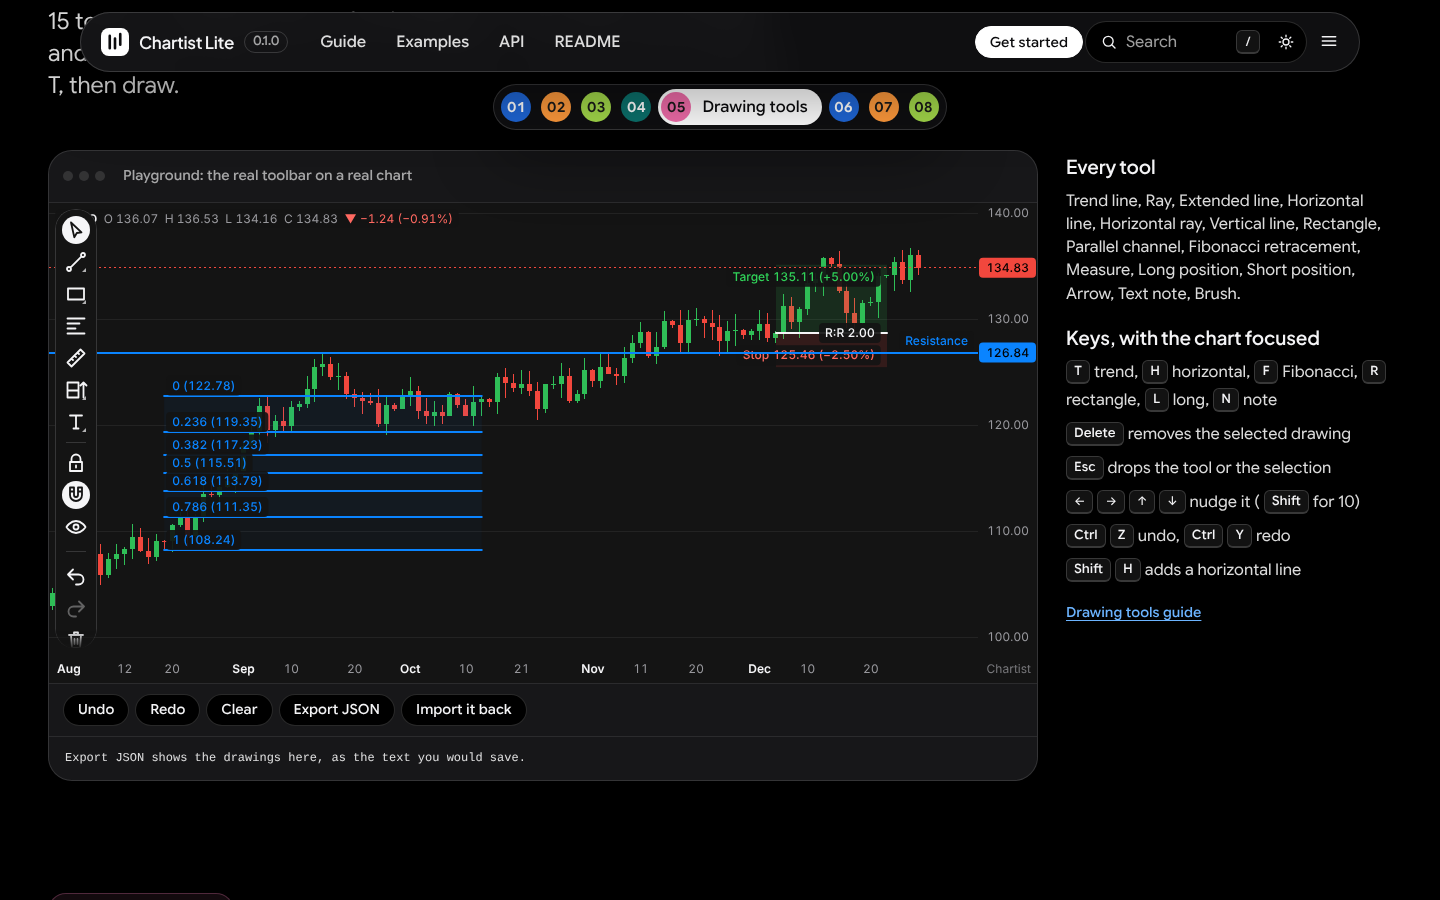 15 to
and
T, then draw.
Chartist Lite 0.1.0 Guide Examples API README Get started Search /
01 02 03 04 05 Drawing tools 06 07 08
Playground: the real toolbar on a real chart
O 136.07 H 136.53 L 134.16 C 134.83 ▼ −1.24 (−0.91%)
140.00
134.83
Target 135.11 (+5.00%)
130.00
R:R 2.00
Resistance
126.84
Stop 125.46 (−2.50%)
0 (122.78)
0.236 (119.35)
120.00
0.382 (117.23)
0.5 (115.51)
0.618 (113.79)
0.786 (111.35)
110.00
1 (108.24)
100.00
Aug 12 20 Sep 10 20 Oct 10 21 Nov 11 20 Dec 10 20 Chartist
Undo Redo Clear Export JSON Import it back
Export JSON shows the drawings here, as the text you would save.
Every tool
Trend line, Ray, Extended line, Horizontal
line, Horizontal ray, Vertical line, Rectangle,
Parallel channel, Fibonacci retracement,
Measure, Long position, Short position,
Arrow, Text note, Brush.
Keys, with the chart focused
T trend, H horizontal, F Fibonacci, R
rectangle, L long, N note
Delete removes the selected drawing
Esc drops the tool or the selection
← → ↑ ↓ nudge it ( Shift for 10)
Ctrl Z undo, Ctrl Y redo
Shift H adds a horizontal line
Drawing tools guide